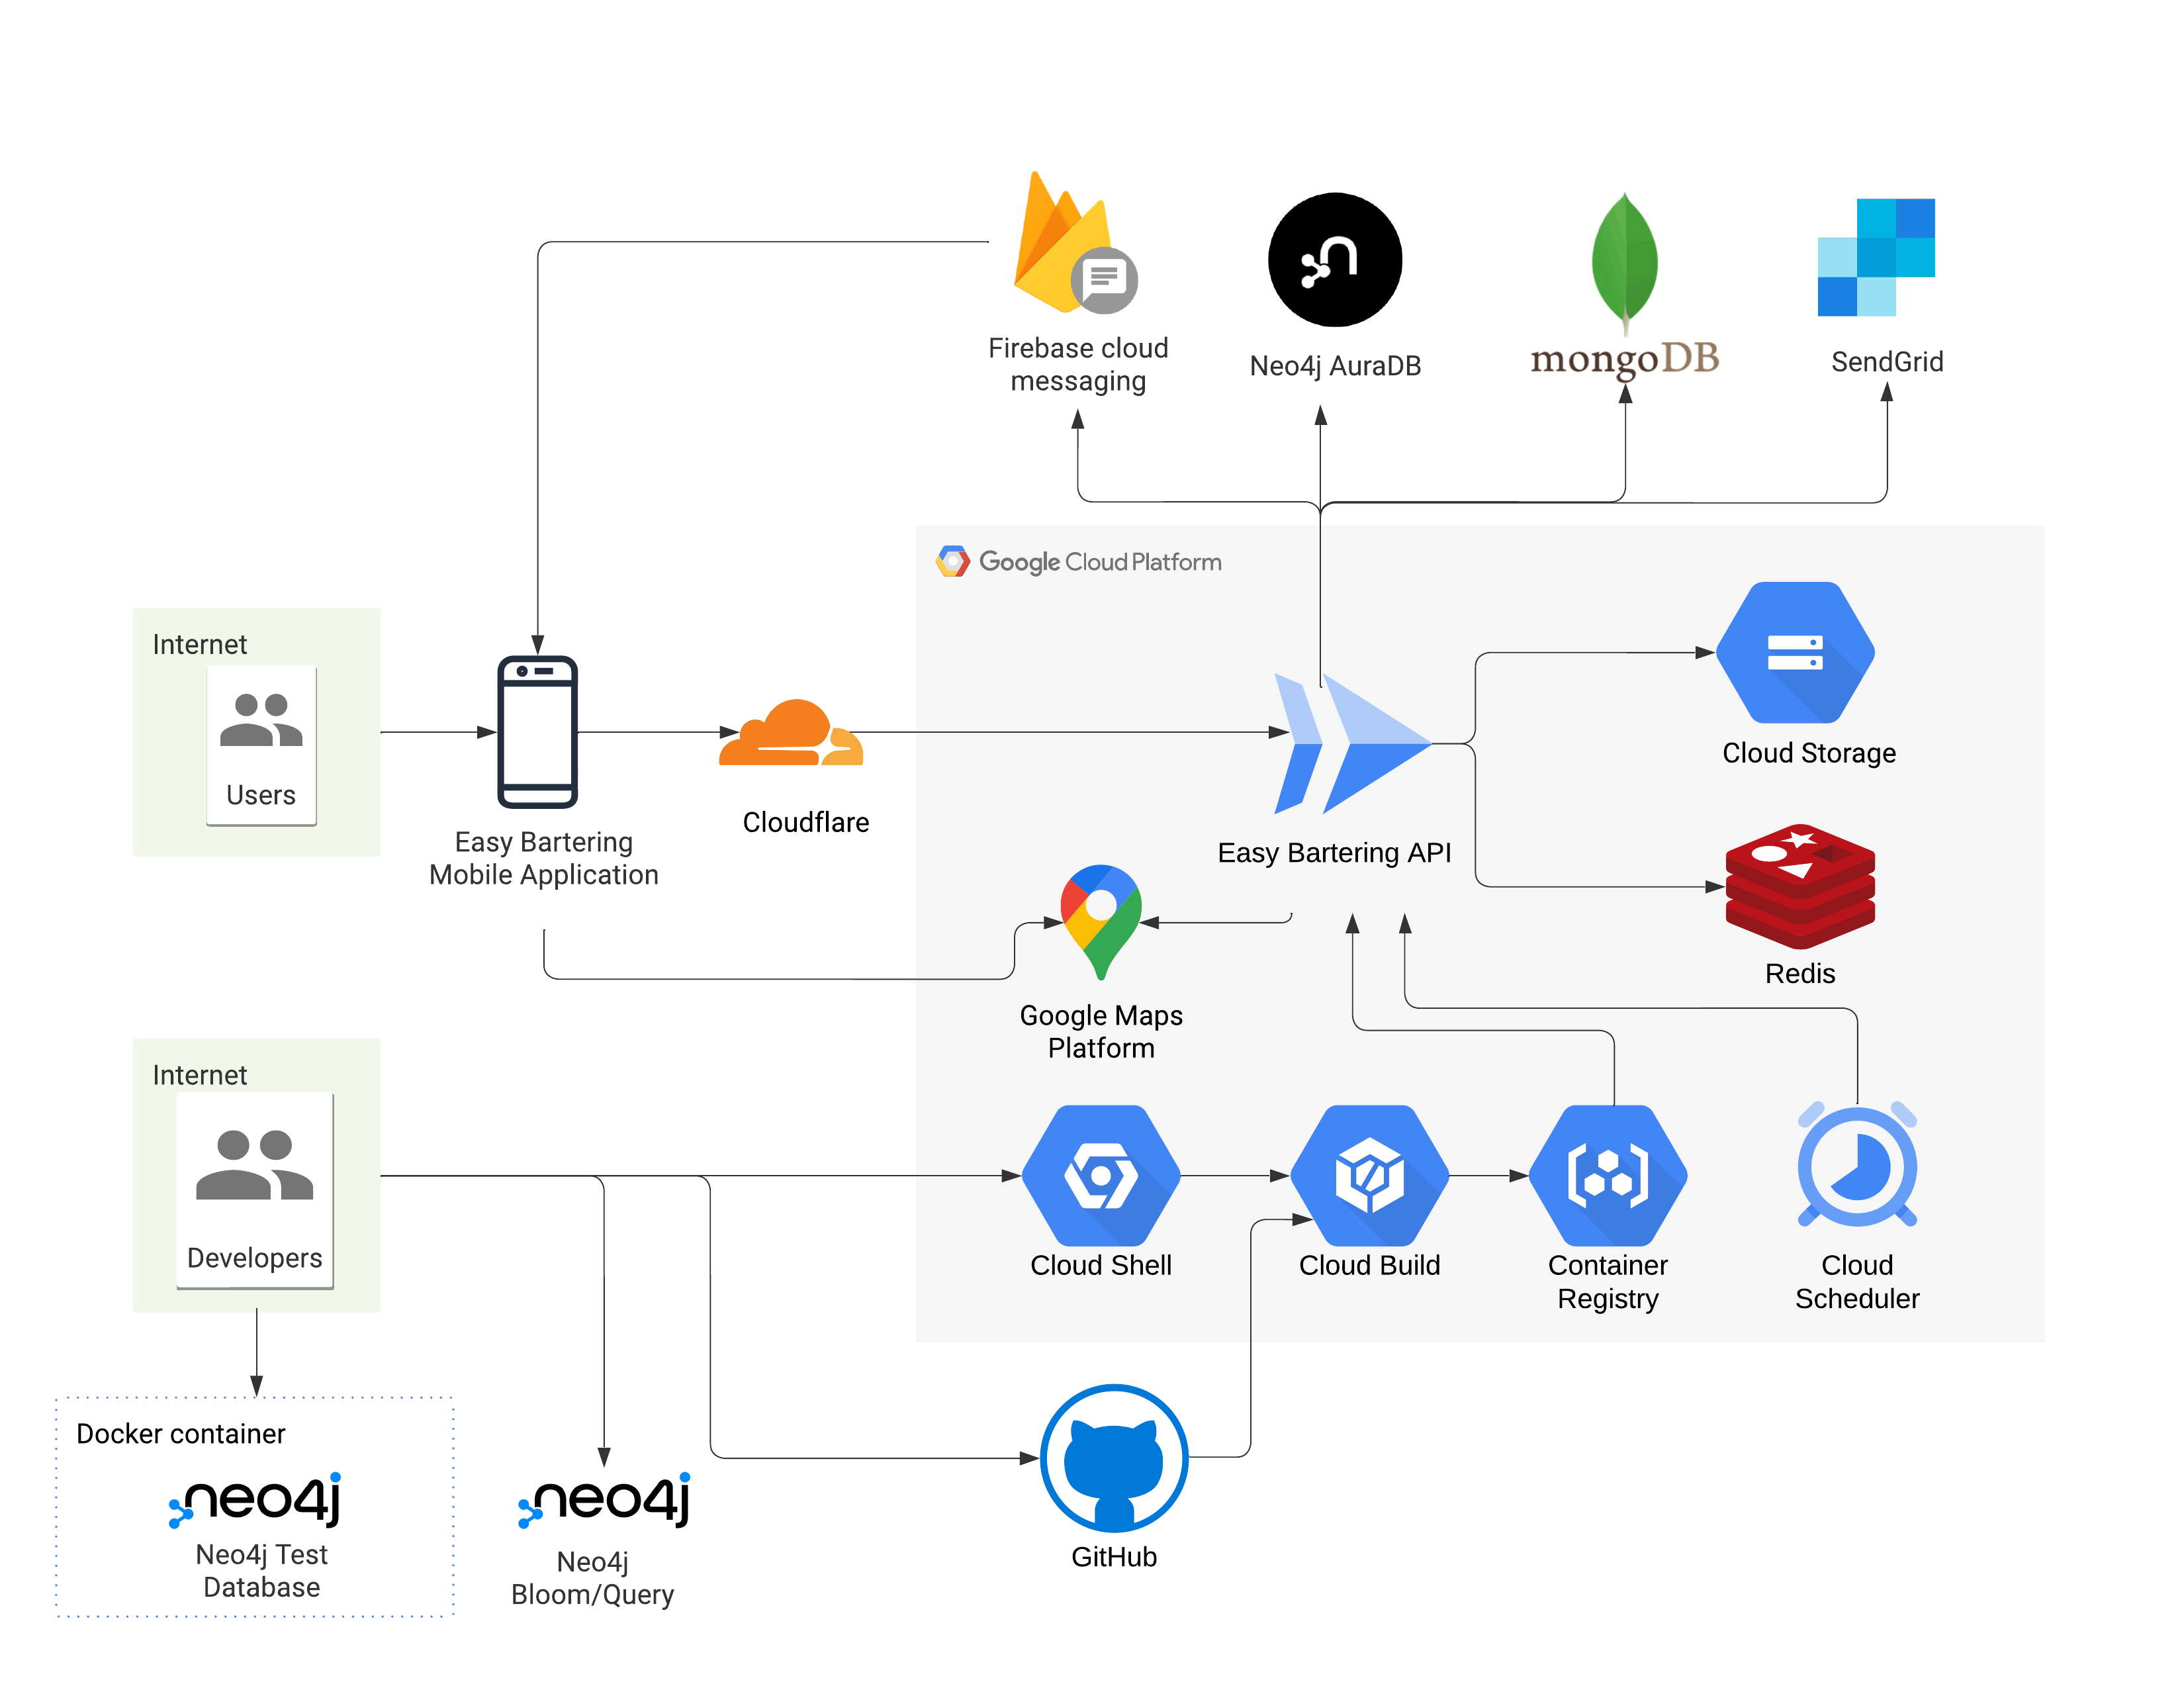 Firebase cloud
messaging
Neo4j AuraDB
mongoDB
SendGrid
Google Cloud Platform
Internet
Users
Easy Bartering
Mobile Application
Cloudflare
Easy Bartering API
Cloud Storage
Redis
Google Maps
Platform
Internet
Developers
Cloud Shell
Cloud Build
Container
Registry
Cloud
Scheduler
Docker container
neo4j
Neo4j Test
Database
neo4j
Neo4j
Bloom/Query
GitHub